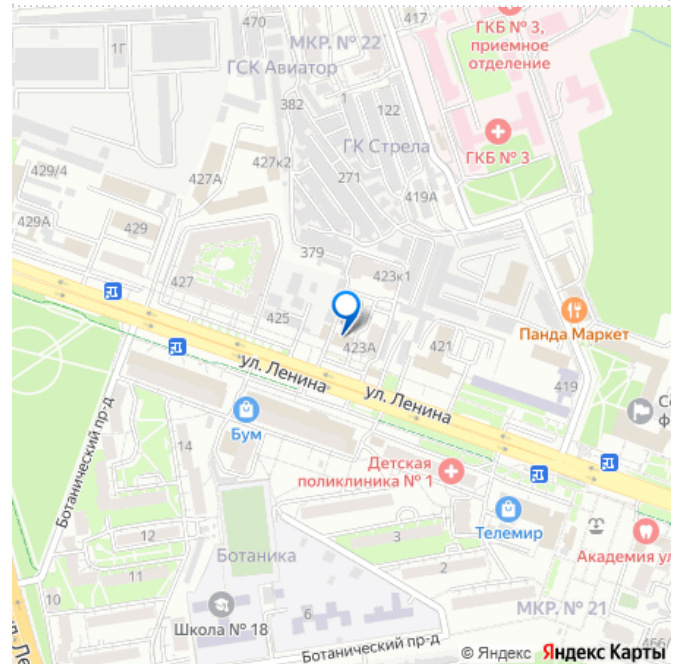 470
417
МКР. № 22
ГКБ № 3,
приемное
отделение
1Г
ГСК Авиатор
382
1
122
ГКБ № 3
427к2
ГК Стрела
429/4
427А
271
419А
429А
429
379
423к1
427
425
423А
421
Панда Маркет
ул. Ленина
ул. Ленина
419
Бум
Ботанический пр-д
14
Детская
поликлиника № 1
Телемир
Академия ул
12
3
11
Ботаника
2
10
6
МКР. № 21
Школа № 18
Ботанический пр-д
© Яндекс Яндекс Карты